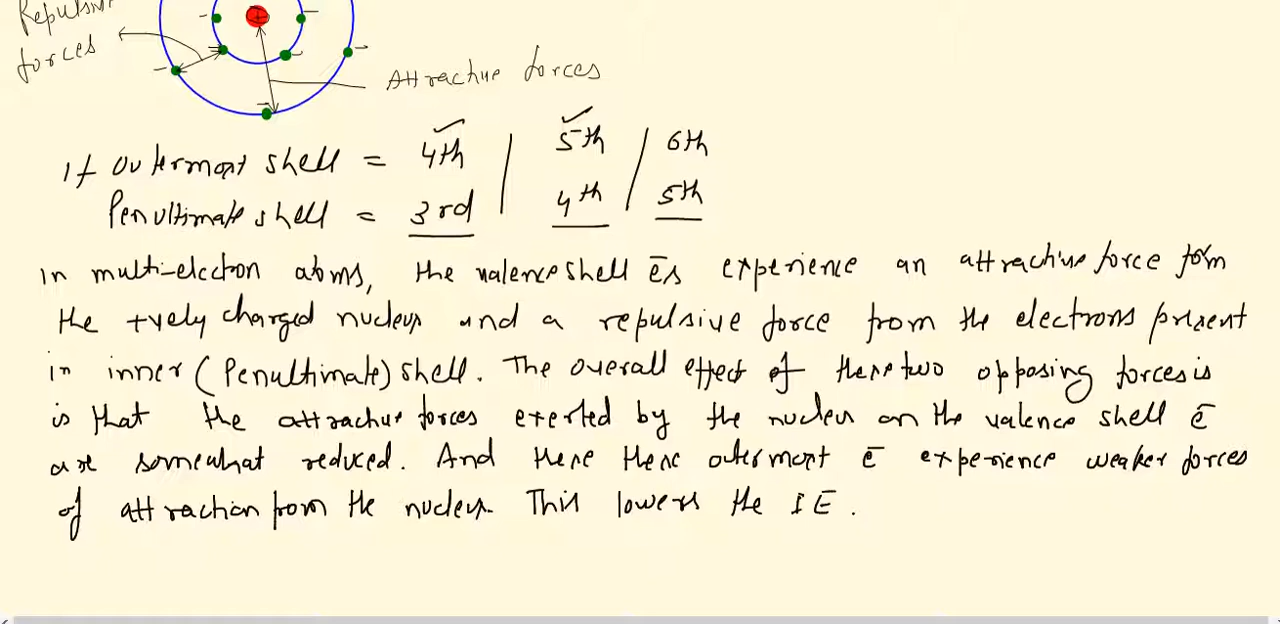 Repulsive
forces
Attractive forces
If outermost shell = 4th | 5th / 6th
Penultimate shell = 3rd 4th / 5th
In multi-electron atoms, the valence shell ēs experience an attractive force form
the +vely charged nucleus and a repulsive force from the electrons present
in inner (Penultimate) shell. The overall effect of these two opposing forces is
is that the attractive forces exerted by the nucleus on the valence shell ē
are somewhat reduced. And these outermost ē experience weaker forces
of attraction from the nucleus. This lowers the IE.